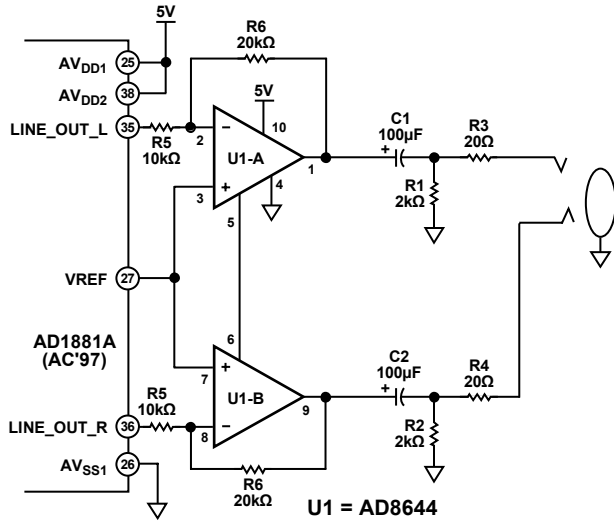 5V
R6
20kΩ
AVDD1
25
AVDD2
38
LINE_OUT_L
35
R5
10kΩ
5V
10
−
2
U1-A
1
4
+
3
5
C1
100µF
+
R3
20Ω
R1
2kΩ
VREF
27
AD1881A
(AC'97)
6
7
+
U1-B
9
−
8
C2
100µF
+
R4
20Ω
R2
2kΩ
R5
10kΩ
LINE_OUT_R
36
AVSS1
26
R6
20kΩ
U1 = AD8644